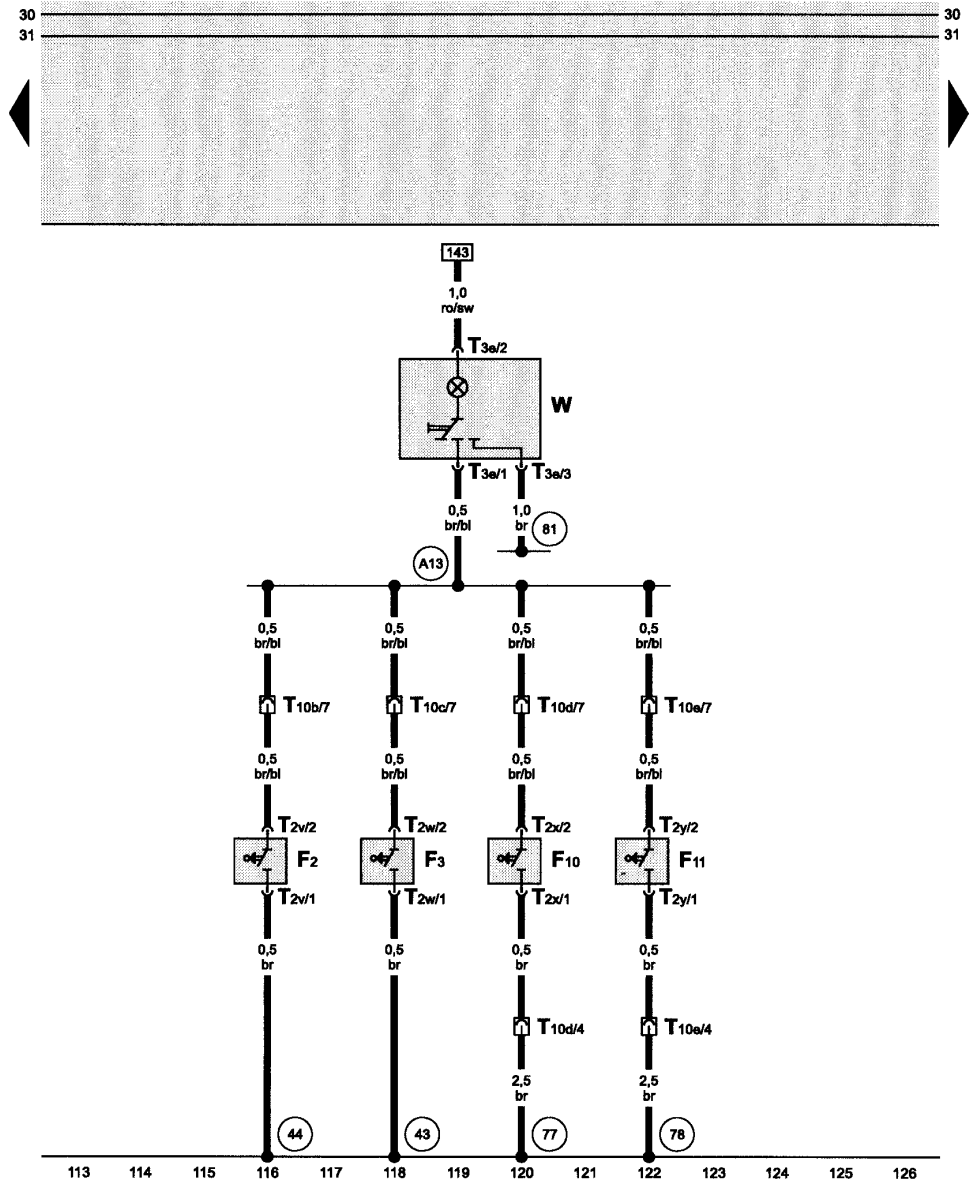 30 30
31 31
143
1,0
ro/sw
T3e/2
W
T3e/1 T3e/3
0,5 1,0
br/bl br 81
A13
0,5 0,5 0,5 0,5
br/bl br/bl br/bl br/bl
T10b/7 T10c/7 T10d/7 T10e/7
0,5 0,5 0,5 0,5
br/bl br/bl br/bl br/bl
T2v/2 T2w/2 T2x/2 T2y/2
F2 F3 F10 F11
T2v/1 T2w/1 T2x/1 T2y/1
0,5 0,5 0,5 0,5
br br br br
T10d/4 T10e/4
2,5 2,5
br br
44 43 77 78
113 114 115 116 117 118 119 120 121 122 123 124 125 126